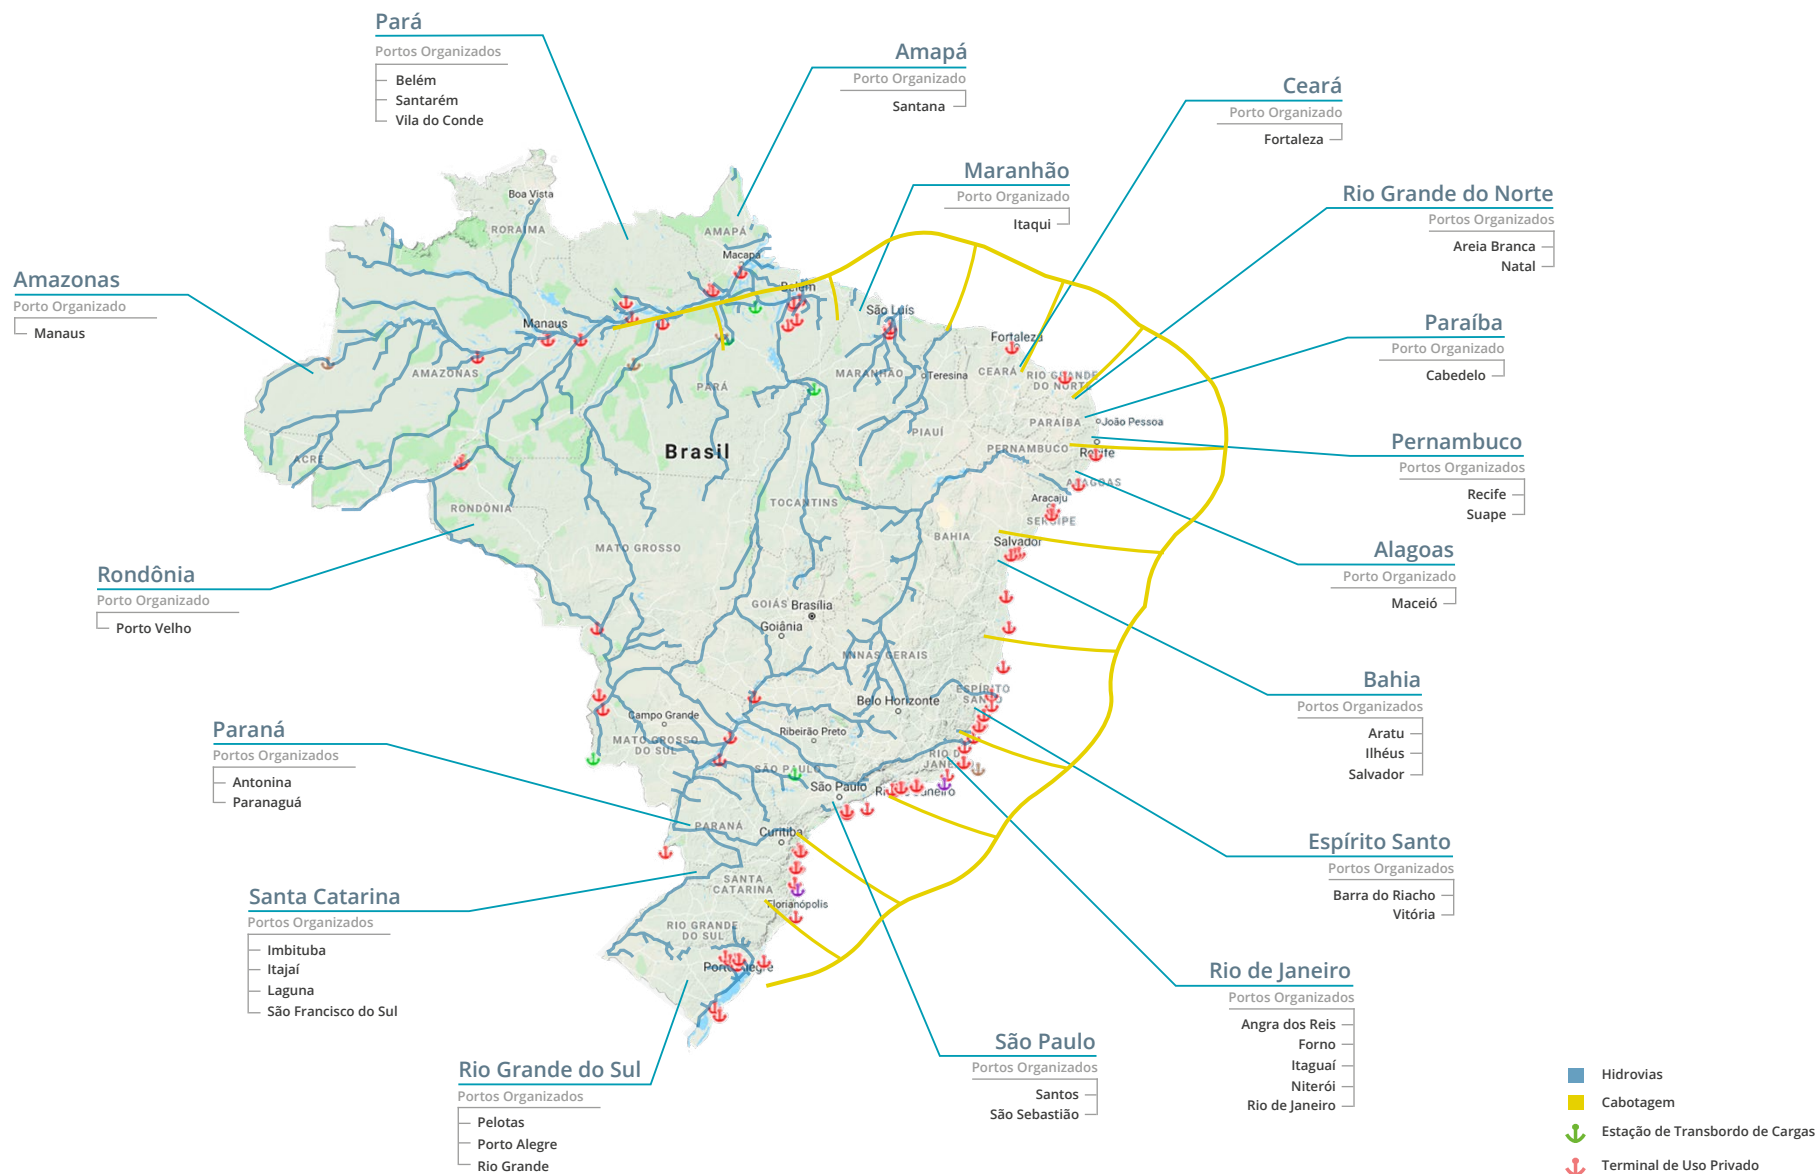 Pará
Portos Organizados
Belém
Santarém
Vila do Conde
Amapá
Porto Organizado
Santana
Ceará
Porto Organizado
Fortaleza
Maranhão
Porto Organizado
Itaqui
Rio Grande do Norte
Portos Organizados
Areia Branca
Natal
Amazonas
Porto Organizado
Manaus
Paraíba
Porto Organizado
Cabedelo
Pernambuco
Portos Organizados
Recife
Suape
Alagoas
Porto Organizado
Maceió
Rondônia
Porto Organizado
Porto Velho
Bahia
Portos Organizados
Aratu
Ilhéus
Salvador
Paraná
Portos Organizados
Antonina
Paranaguá
Espírito Santo
Portos Organizados
Barra do Riacho
Vitória
Santa Catarina
Portos Organizados
Imbituba
Itajaí
Laguna
São Francisco do Sul
Rio de Janeiro
Portos Organizados
Angra dos Reis
Forno
Itaguaí
Niterói
Rio de Janeiro
São Paulo
Portos Organizados
Santos
São Sebastião
Rio Grande do Sul
Portos Organizados
Pelotas
Porto Alegre
Rio Grande
Boa Vista
RORAIMA
AMAPÁ
Macapá
Belém
São Luís
Manaus
Fortaleza
AMAZONAS
PARÁ
MARANHÃO
Teresina
CEARÁ
RIO GRANDE
DO NORTE
PARAÍBA
João Pessoa
PIAUÍ
PERNAMBUCO
Recife
Brasil
ACRE
ALAGOAS
Aracaju
SERGIPE
TOCANTINS
RONDÔNIA
BAHIA
Salvador
MATO GROSSO
GOIÁS
Brasília
Goiânia
MINAS GERAIS
ESPÍRITO
SANTO
Belo Horizonte
Campo Grande
MATO GROSSO
DO SUL
Ribeirão Preto
RIO DE
JANEIRO
SÃO PAULO
São Paulo
Rio de Janeiro
PARANÁ
Curitiba
SANTA
CATARINA
Florianópolis
RIO GRANDE
DO SUL
Porto Alegre
Hidrovias
Cabotagem
Estação de Transbordo de Cargas
Terminal de Uso Privado